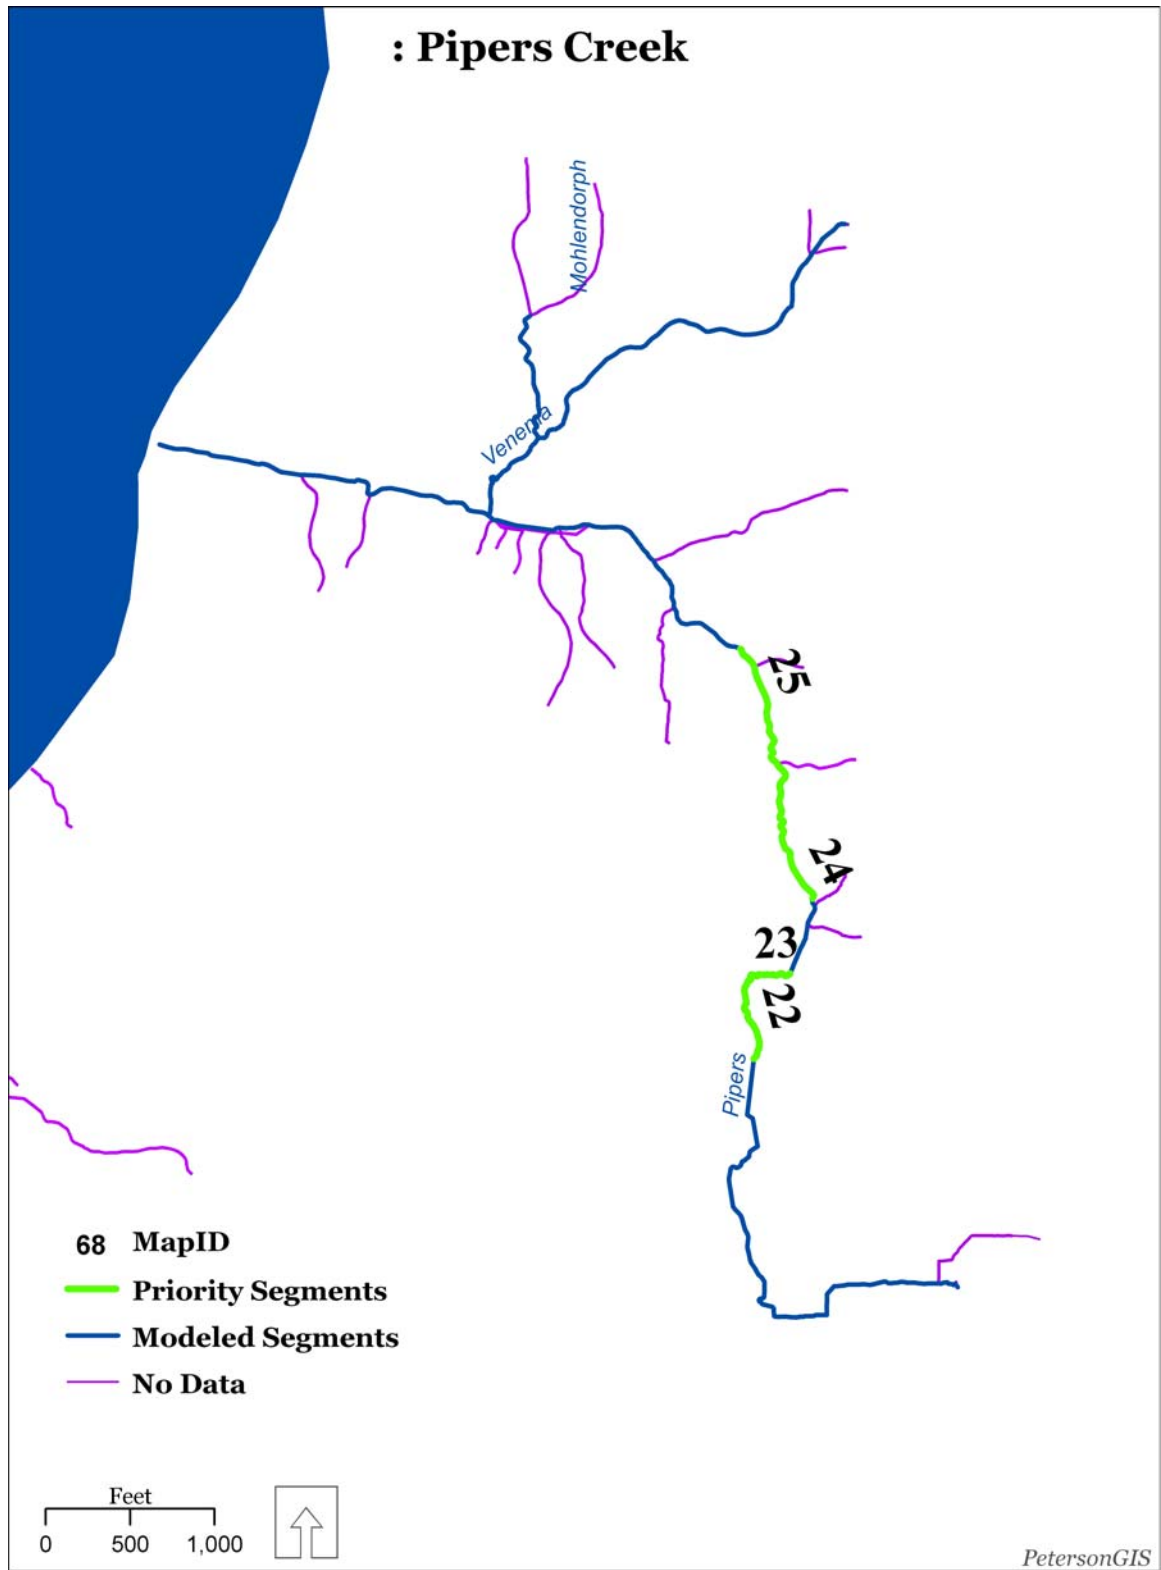 : Pipers Creek
Mohlendorph
Venema
25
24
23
22
Pipers
68 MapID
Priority Segments
Modeled Segments
No Data
Feet
0 500 1,000
PetersonGIS